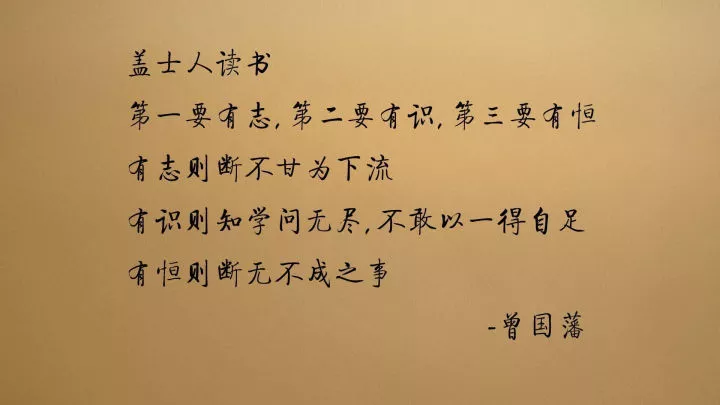 盖士人读书
第一要有志,第二要有识,第三要有恒
有志则断不甘为下流
有识则知学问无尽,不敢以一得自足
有恒则断无不成之事
-曾国藩